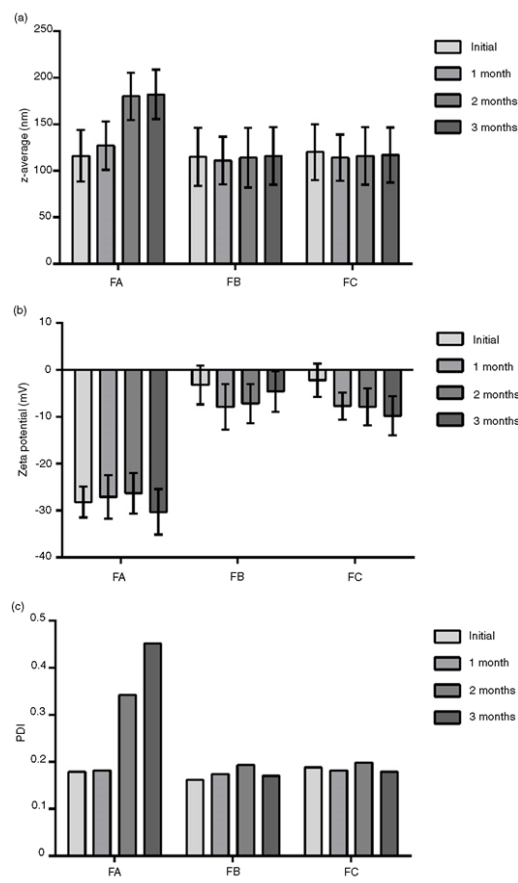 (a)
250
200
150
100
50
0
z-average (nm)
FA
FB
FC
Initial
1 month
2 months
3 months
(b)
10
0
-10
-20
-30
-40
Zeta potential (mV)
FA
FB
FC
Initial
1 month
2 months
3 months
(c)
0.5
0.4
0.3
0.2
0.1
0
PDI
FA
FB
FC
Initial
1 month
2 months
3 months